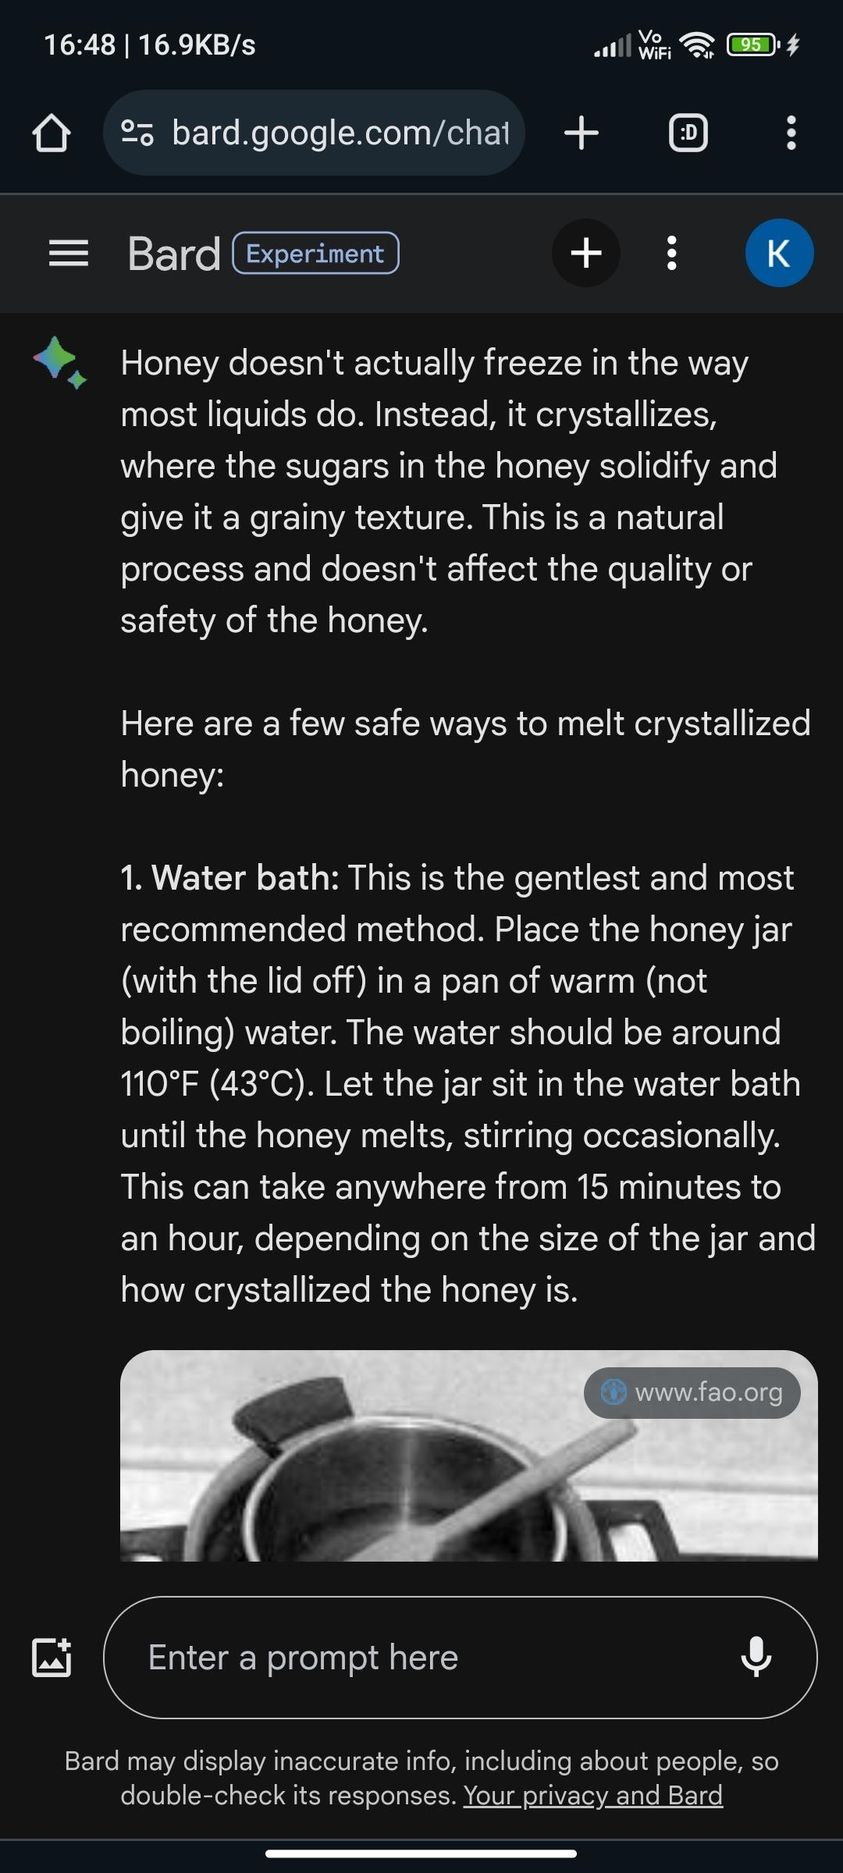 16:48 | 16.9KB/s
Vo
WiFi
95
bard.google.com/chat
:D
Bard
Experiment
K
Honey doesn't actually freeze in the way
most liquids do. Instead, it crystallizes,
where the sugars in the honey solidify and
give it a grainy texture. This is a natural
process and doesn't affect the quality or
safety of the honey.
Here are a few safe ways to melt crystallized
honey:
1. Water bath: This is the gentlest and most
recommended method. Place the honey jar
(with the lid off) in a pan of warm (not
boiling) water. The water should be around
110°F (43°C). Let the jar sit in the water bath
until the honey melts, stirring occasionally.
This can take anywhere from 15 minutes to
an hour, depending on the size of the jar and
how crystallized the honey is.
www.fao.org
Enter a prompt here
Bard may display inaccurate info, including about people, so
double-check its responses. Your privacy and Bard